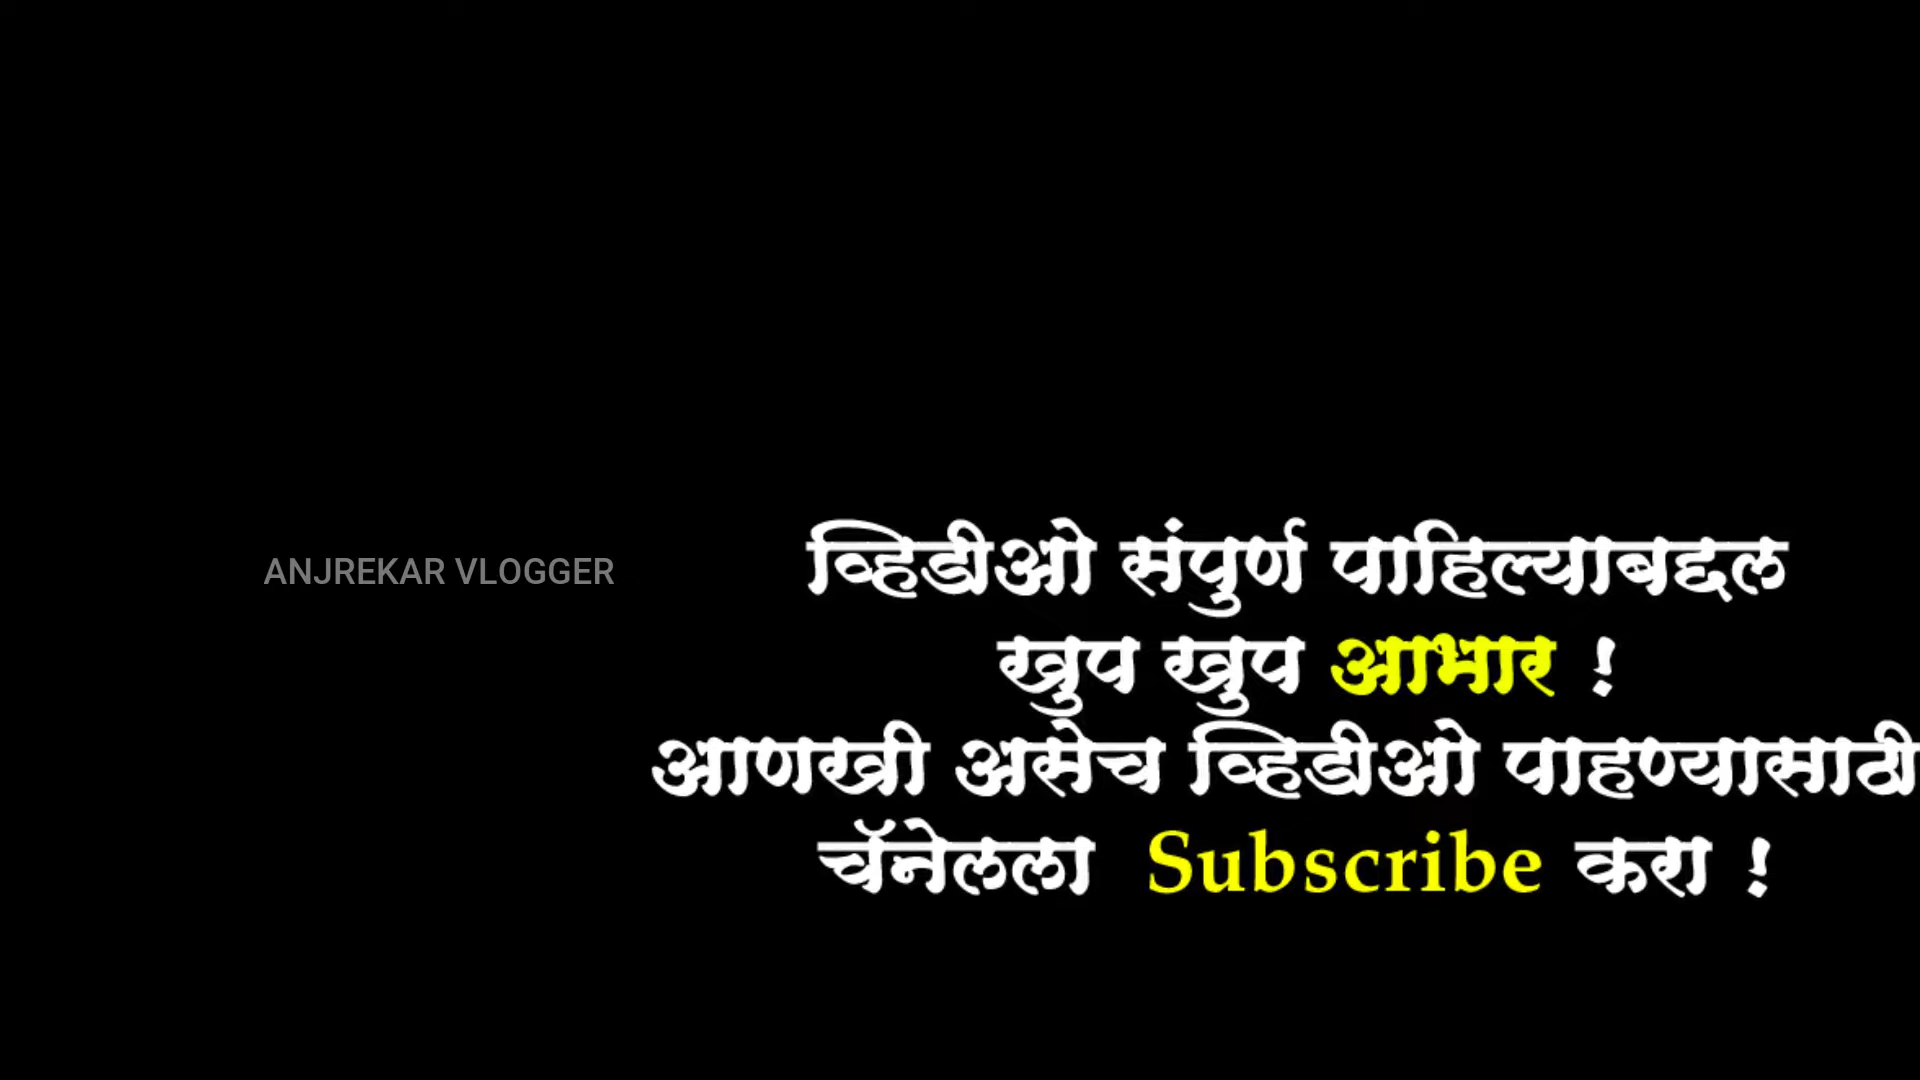 ANJREKAR VLOGGER
व्हिडीओ संपुर्ण पाहिल्याबद्दल
खुप खुप आभार !
आणखी असेच व्हिडीओ पाहण्यासाठी
चॅनेलला Subscribe करा !